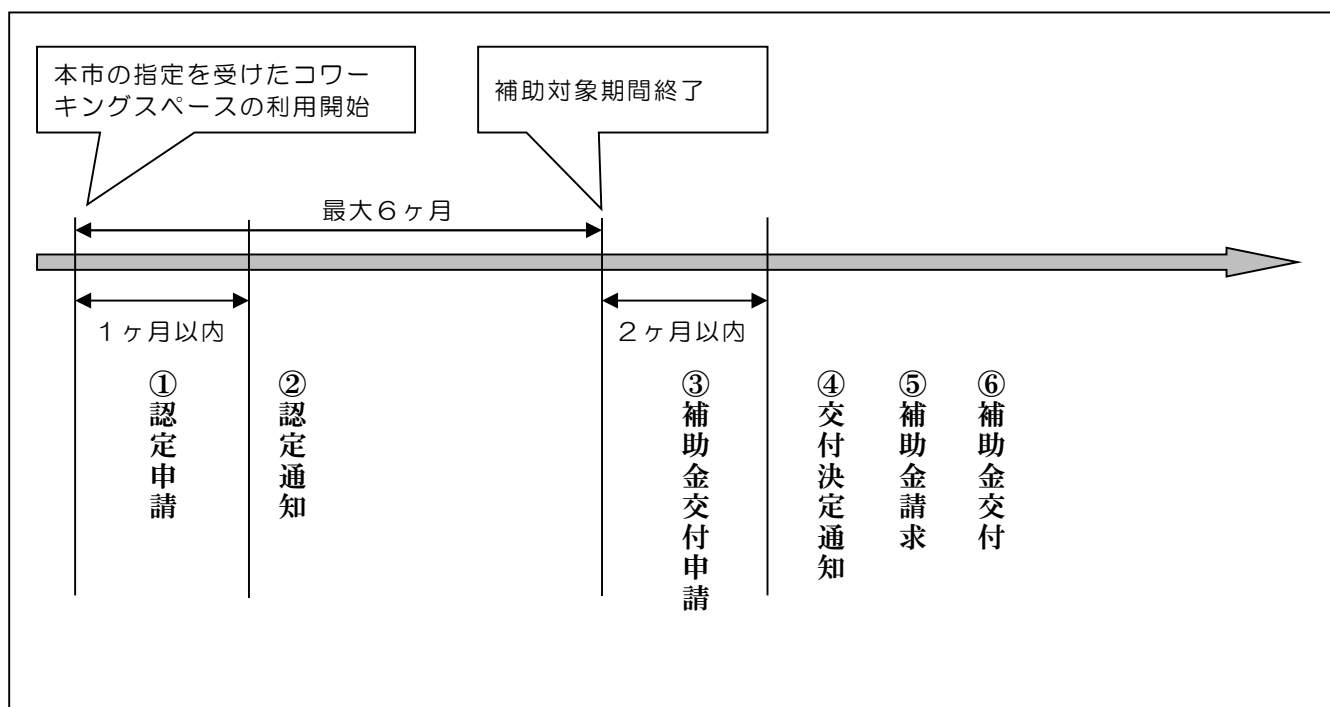 本市の指定を受けたコワー
キングスペースの利用開始
補助対象期間終了
最大６ヶ月
１ヶ月以内
２ヶ月以内
①認定申請
②認定通知
③補助金交付申請
④交付決定通知
⑤補助金請求
⑥補助金交付